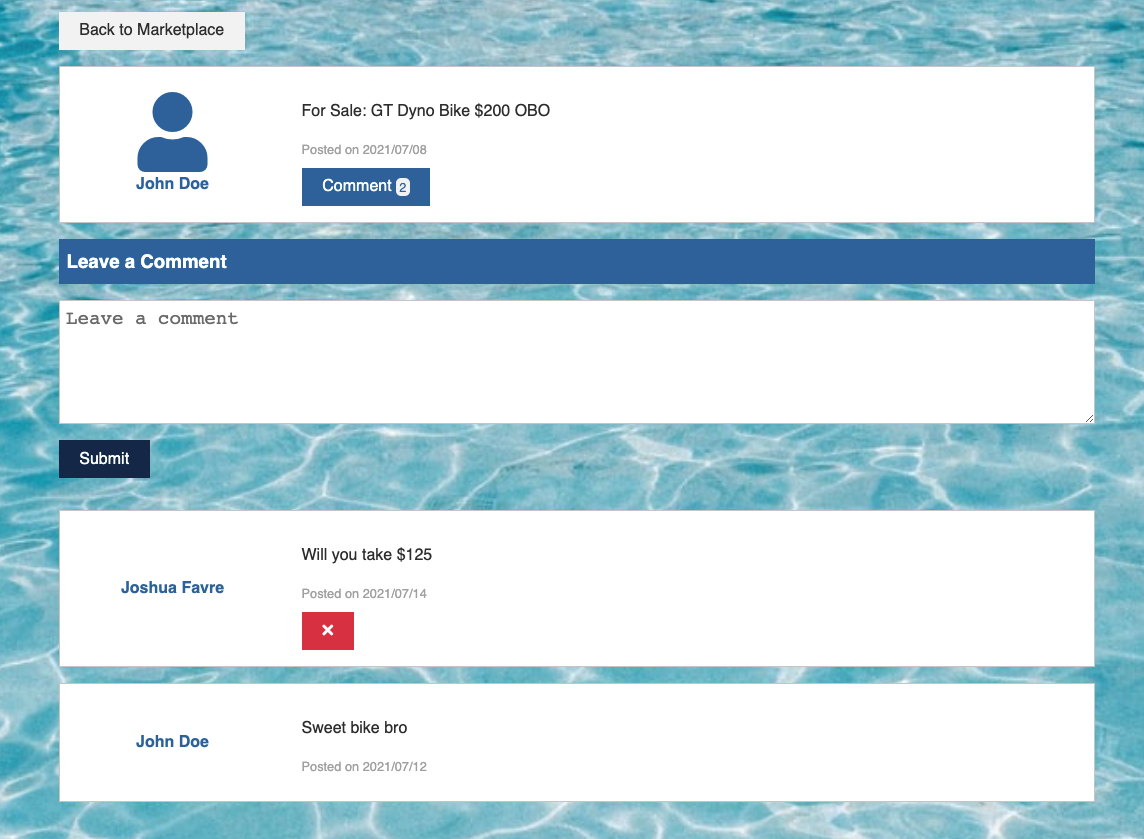 Back to Marketplace
For Sale: GT Dyno Bike $200 OBO
Posted on 2021/07/08
John Doe
Comment 2
Leave a Comment
Leave a comment
Submit
Will you take $125
Joshua Favre
Posted on 2021/07/14
Sweet bike bro
John Doe
Posted on 2021/07/12